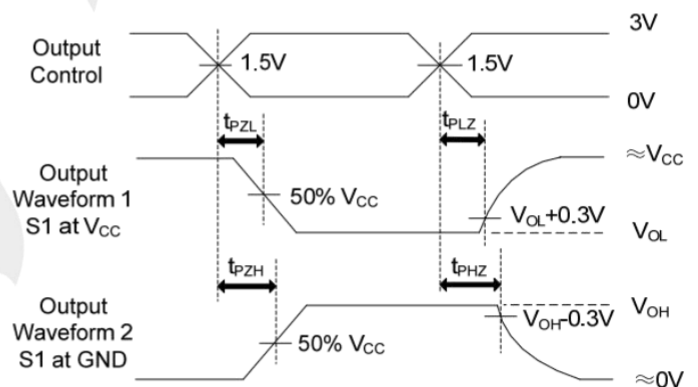 3V
Output
Control
1.5V
1.5V
0V
tPZL
tPLZ
≈VCC
Output
Waveform 1
S1 at VCC
50% VCC
VOL+0.3V
VOL
tPZH
tPHZ
Output
Waveform 2
S1 at GND
VOH
VOH-0.3V
50% VCC
≈0V